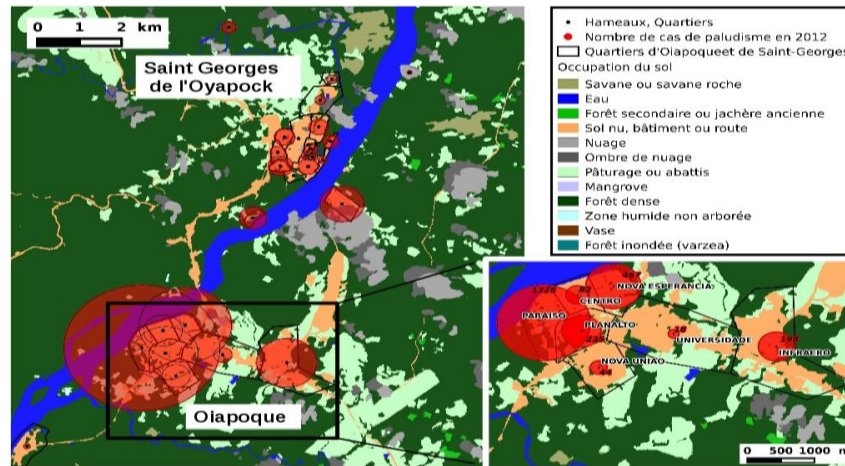 0 1 2 km
Saint Georges
de l'Oyapock
Oiapoque
Hameaux, Quartiers
Nombre de cas de paludisme en 2012
Quartiers d'Oiapoqueet de Saint-Georges
Occupation du sol
Savane ou savane roche
Eau
Forêt secondaire ou jachère ancienne
Sol nu, bâtiment ou route
Nuage
Ombre de nuage
Pâturage ou abattis
Mangrove
Forêt dense
Zone humide non arborée
Vase
Forêt inondée (varzea)
467
NOVA ESPERANCIA
CENTRO
PARAISO
PLANALTO
225
UNIVERSIDADE
INFRAERO
NOVA UNIAO
0 500 1000 m